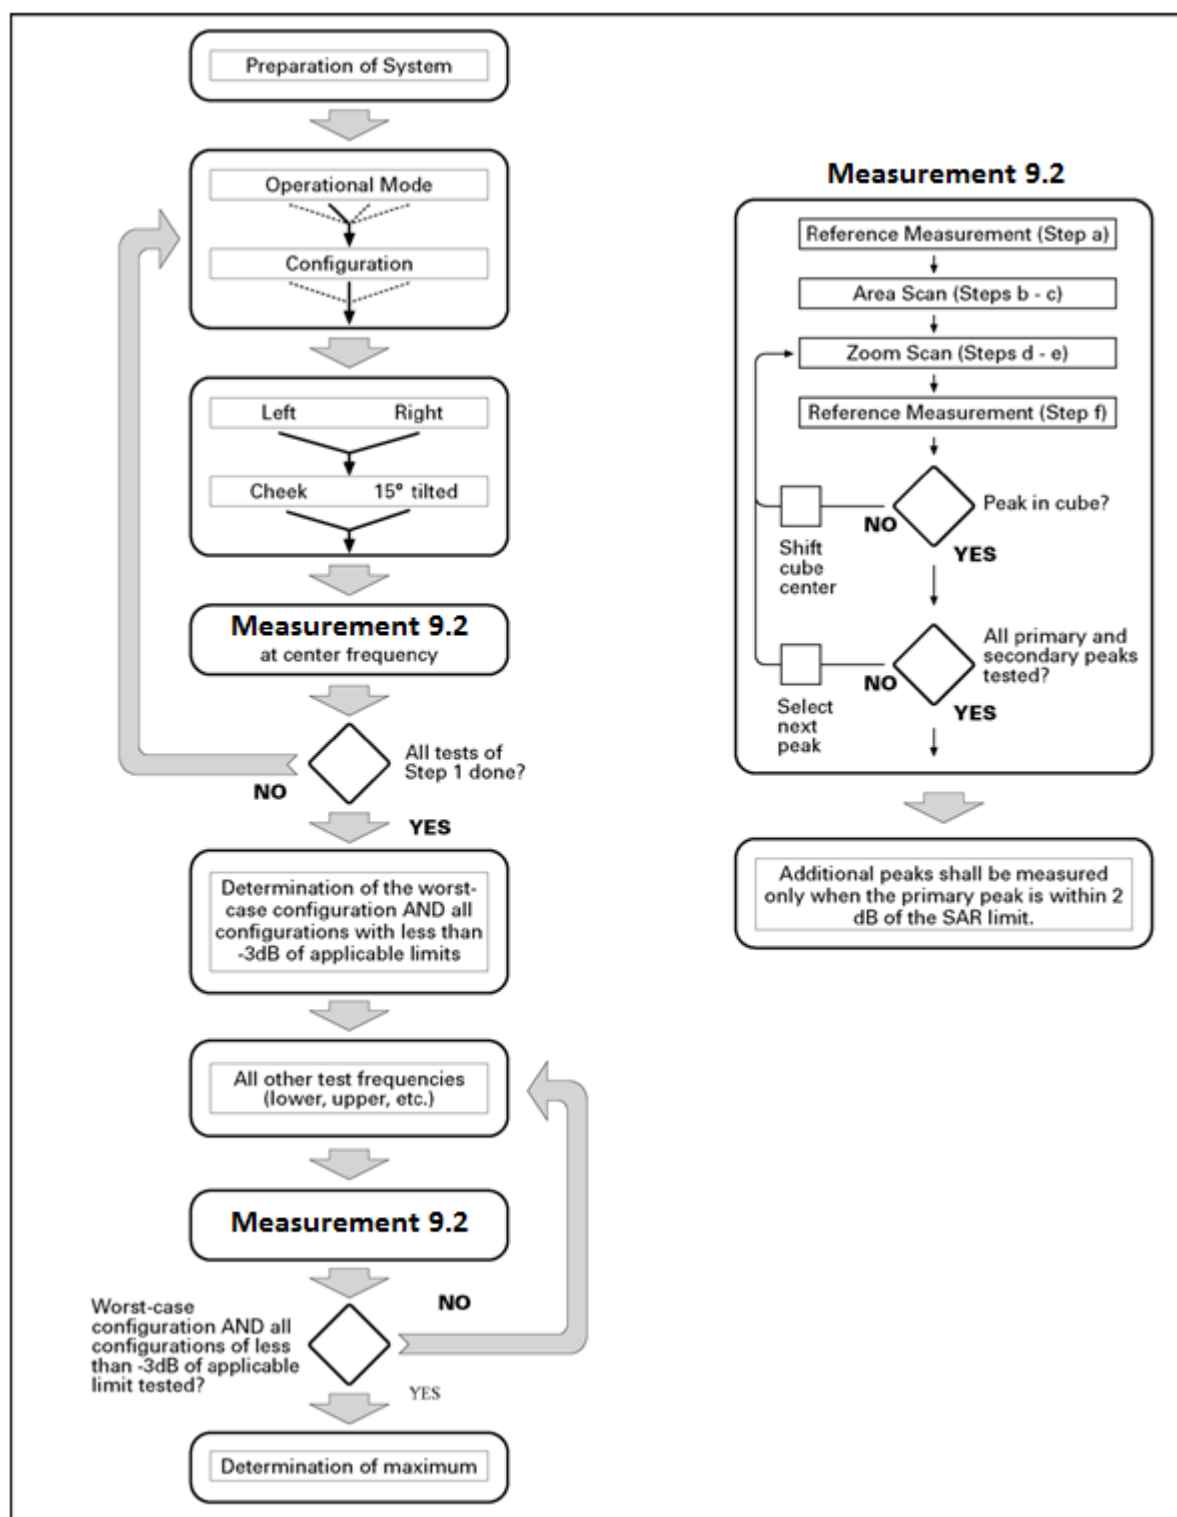 Preparation of System
Operational Mode
Configuration
Left Right
Cheek 15° tilted
Measurement 9.2
at center frequency
All tests of
Step 1 done?
NO
YES
Determination of the worst-
case configuration AND all
configurations with less than
-3dB of applicable limits
All other test frequencies
(lower, upper, etc.)
Measurement 9.2
NO
Worst-case
configuration AND all
configurations of less
than -3dB of applicable
limit tested?
YES
Determination of maximum
Measurement 9.2
Reference Measurement (Step a)
Area Scan (Steps b - c)
Zoom Scan (Steps d - e)
Reference Measurement (Step f)
Peak in cube?
NO
YES
Shift
cube
center
All primary and
secondary peaks
tested?
NO
YES
Select
next
peak
Additional peaks shall be measured
only when the primary peak is within 2
dB of the SAR limit.